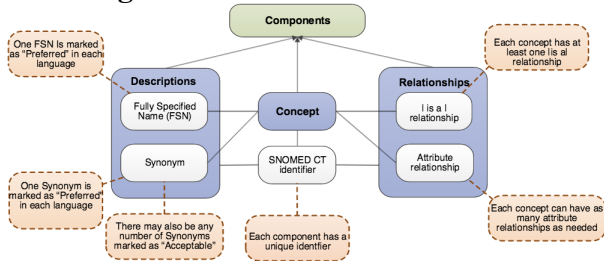 Components
One FSN Is marked
as "Preferred" in each
language
Each concept has at
least one lis al
relationship
Descriptions
Relationships
Fully Specified
Name (FSN)
Concept
I is a I
relationship
Synonym
SNOMED CT
identifier
Attribute
relationship
One Synonym is
marked as "Preferred"
in each language
There may also be any
number of Synonyms
marked as "Acceptable"
Each component has a
unique identfier
Each concept can have as
many attribute
relationships as needed